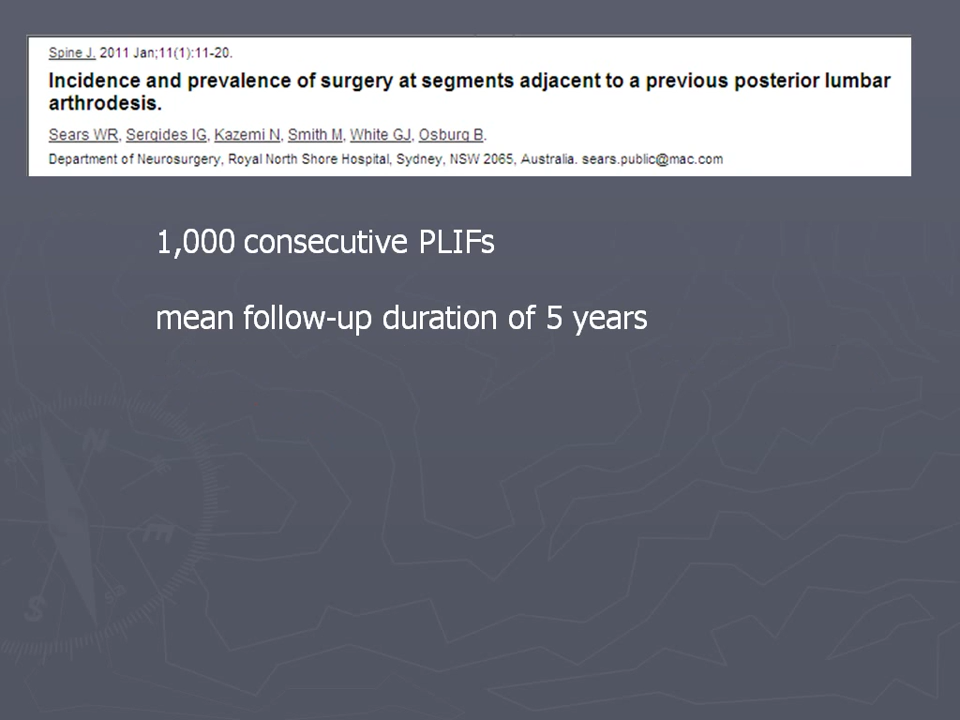 Spine J. 2011 Jan;11(1):11-20.
Incidence and prevalence of surgery at segments adjacent to a previous posterior lumbar
arthrodesis.
Sears WR, Sergides IG, Kazemi N, Smith M, White GJ, Osburg B.
Department of Neurosurgery, Royal North Shore Hospital, Sydney, NSW 2065, Australia. sears.public@mac.com
1,000 consecutive PLIFs
mean follow-up duration of 5 years
N
E
S